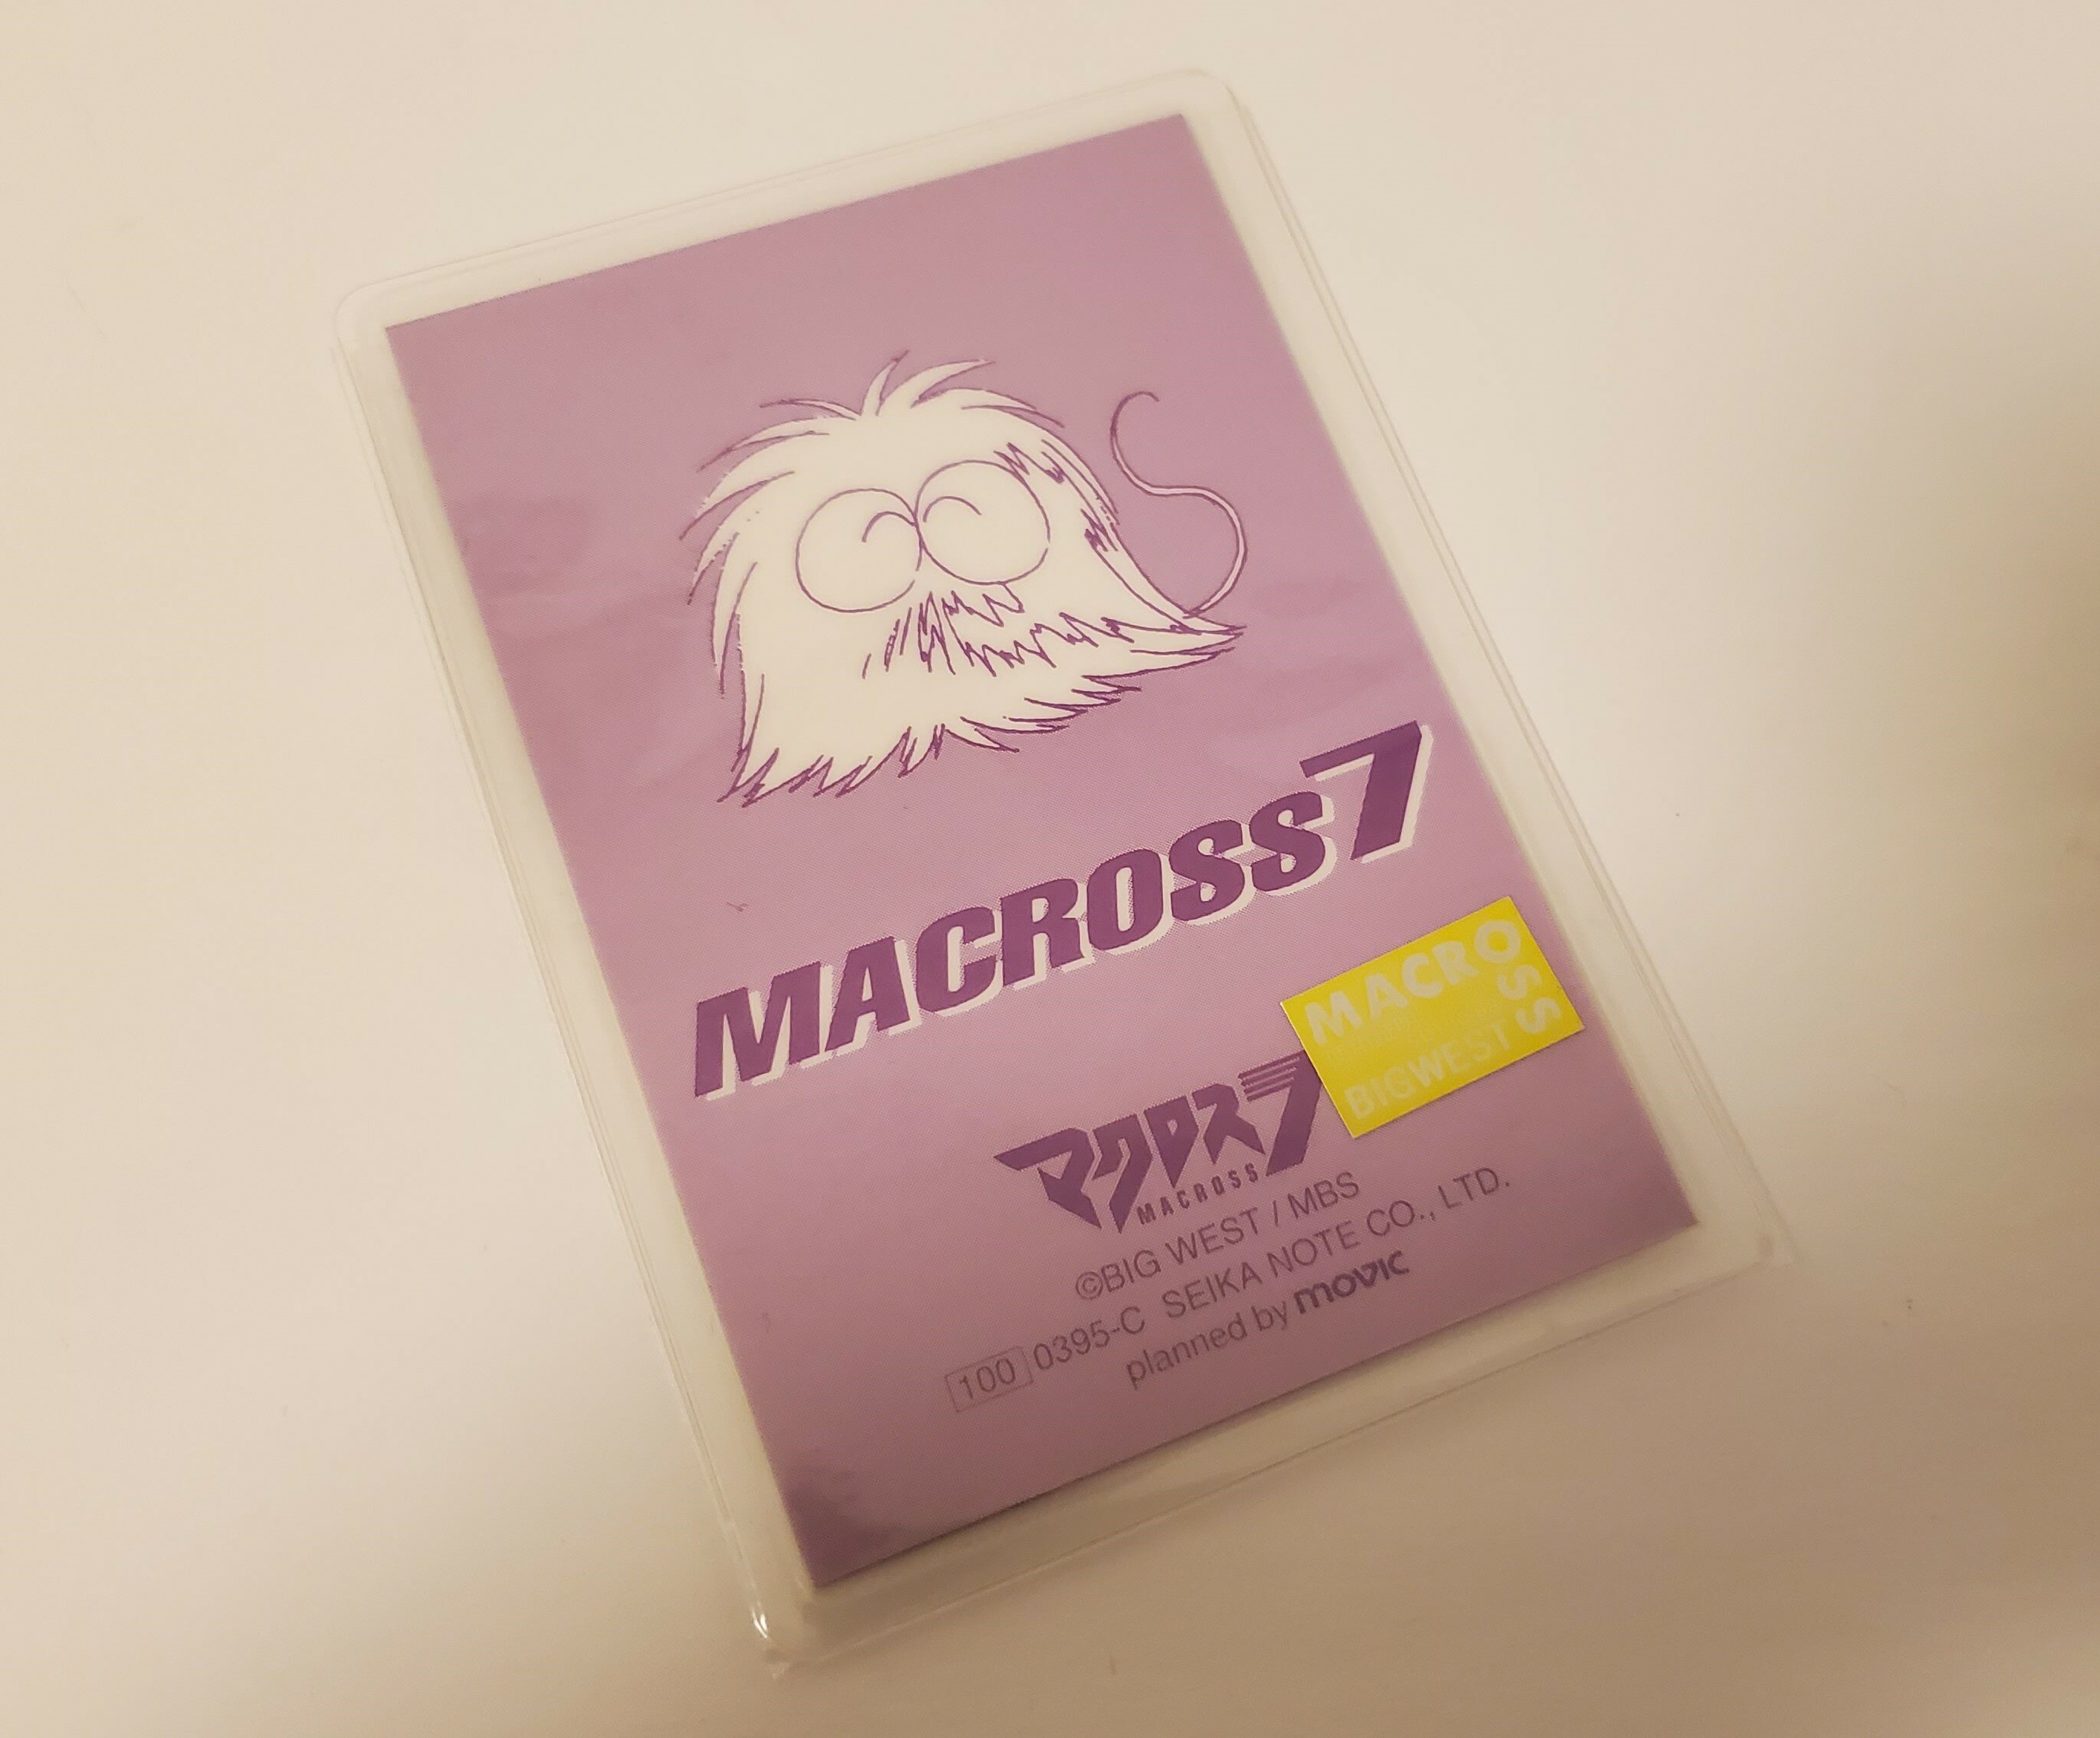 MACROSS7
MACROSS
BIGWEST
マクロス7
MACROSS
©BIG WEST / MBS
100 0395-C SEIKA NOTE CO., LTD.
planned by movic